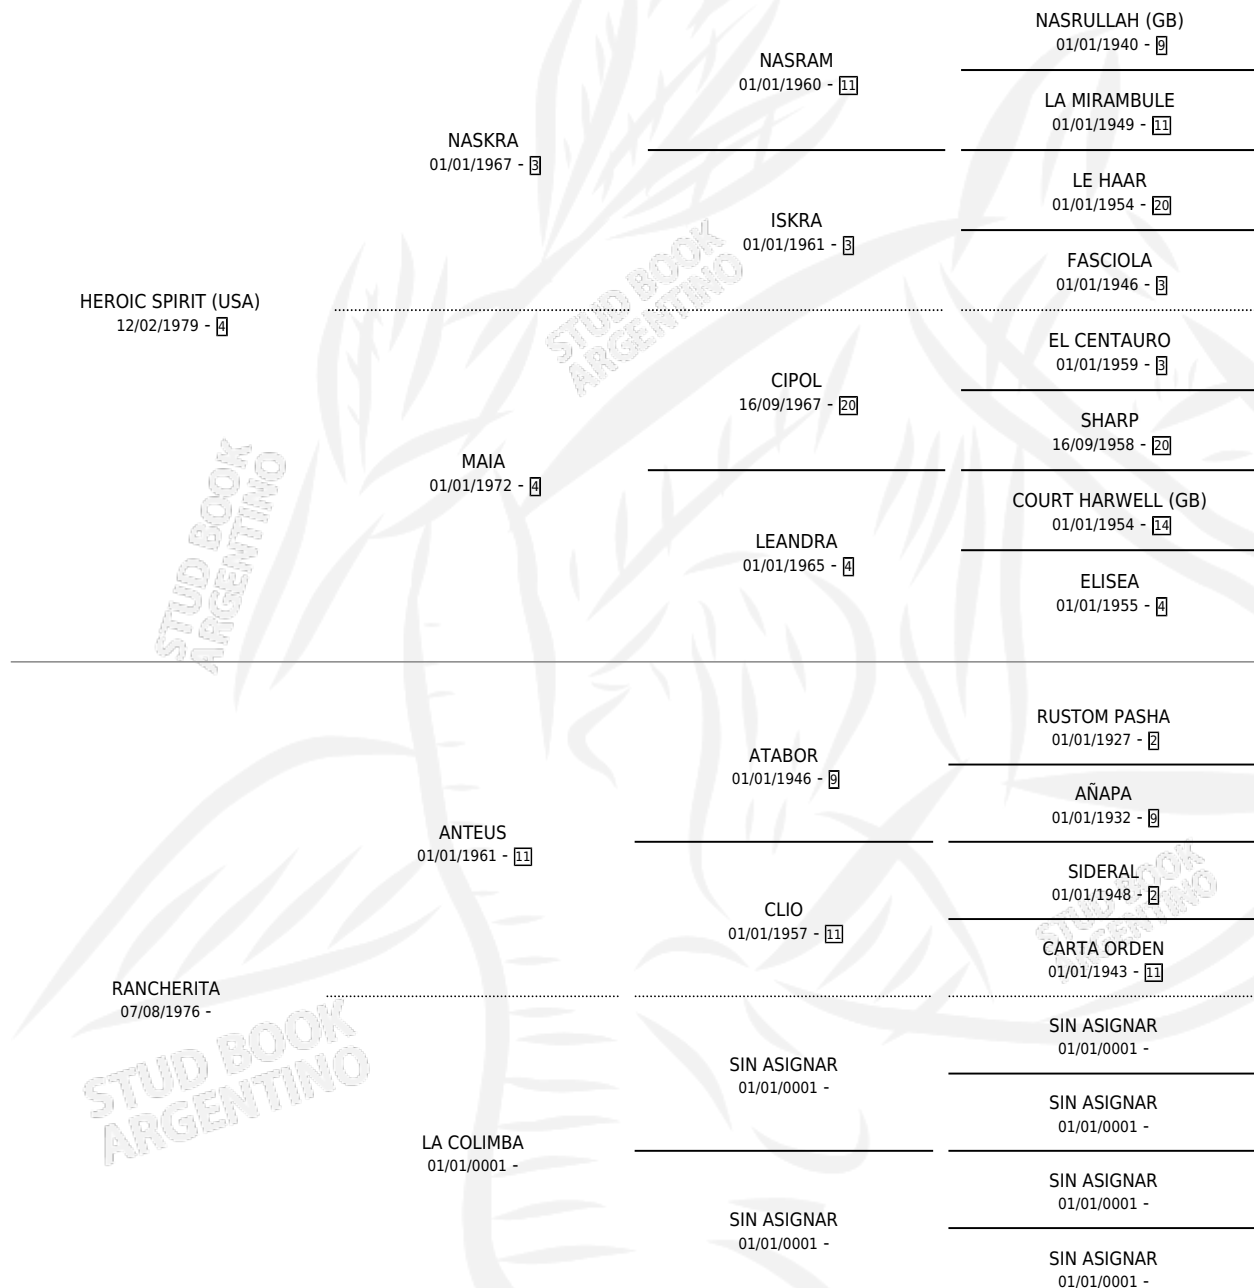 NASRULLAH (GB)
01/01/1940 - 9
NASRAM
01/01/1960 - 11
LA MIRAMBULE
01/01/1949 - 11
NASKRA
01/01/1967 - 3
LE HAAR
01/01/1954 - 20
ISKRA
01/01/1961 - 3
FASCIOLA
01/01/1946 - 3
HEROIC SPIRIT (USA)
12/02/1979 - 4
EL CENTAURO
01/01/1959 - 3
CIPOL
16/09/1967 - 20
SHARP
16/09/1958 - 20
MAIA
01/01/1972 - 4
COURT HARWELL (GB)
01/01/1954 - 14
LEANDRA
01/01/1965 - 4
ELISEA
01/01/1955 - 4
STUD BOOK
ARGENTINO
STUD BOOK
ARGENTINO
RUSTOM PASHA
01/01/1927 - 2
ATABOR
01/01/1946 - 9
AÑAPA
01/01/1932 - 9
ANTEUS
01/01/1961 - 11
SIDERAL
01/01/1948 - 2
CLIO
01/01/1957 - 11
CARTA ORDEN
01/01/1943 - 11
STUD BOOK
ARGENTINO
RANCHERITA
07/08/1976 -
SIN ASIGNAR
01/01/0001 -
SIN ASIGNAR
01/01/0001 -
SIN ASIGNAR
01/01/0001 -
LA COLIMBA
01/01/0001 -
SIN ASIGNAR
01/01/0001 -
SIN ASIGNAR
01/01/0001 -
SIN ASIGNAR
01/01/0001 -
STUD BOOK
ARGENTINO